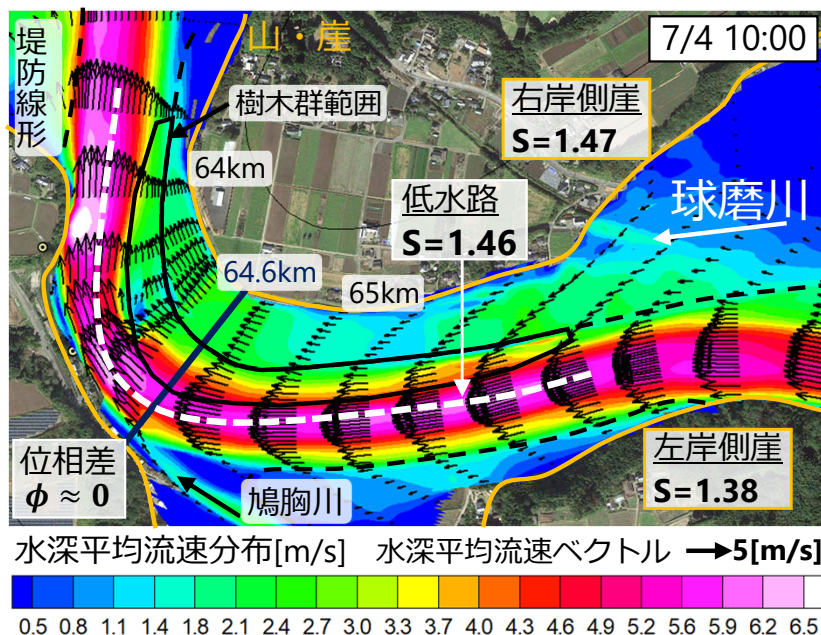 山・崖
7/4 10:00
堤防線形
樹木群範囲
右岸側崖
S=1.47
64km
低水路
S=1.46
球磨川
64.6km
65km
位相差
ϕ ≈ 0
鳩胸川
左岸側崖
S=1.38
水深平均流速分布[m/s] 水深平均流速ベクトル 5[m/s]
0.5 0.8 1.1 1.4 1.8 2.1 2.4 2.7 3.0 3.3 3.7 4.0 4.3 4.6 4.9 5.2 5.6 5.9 6.2 6.5